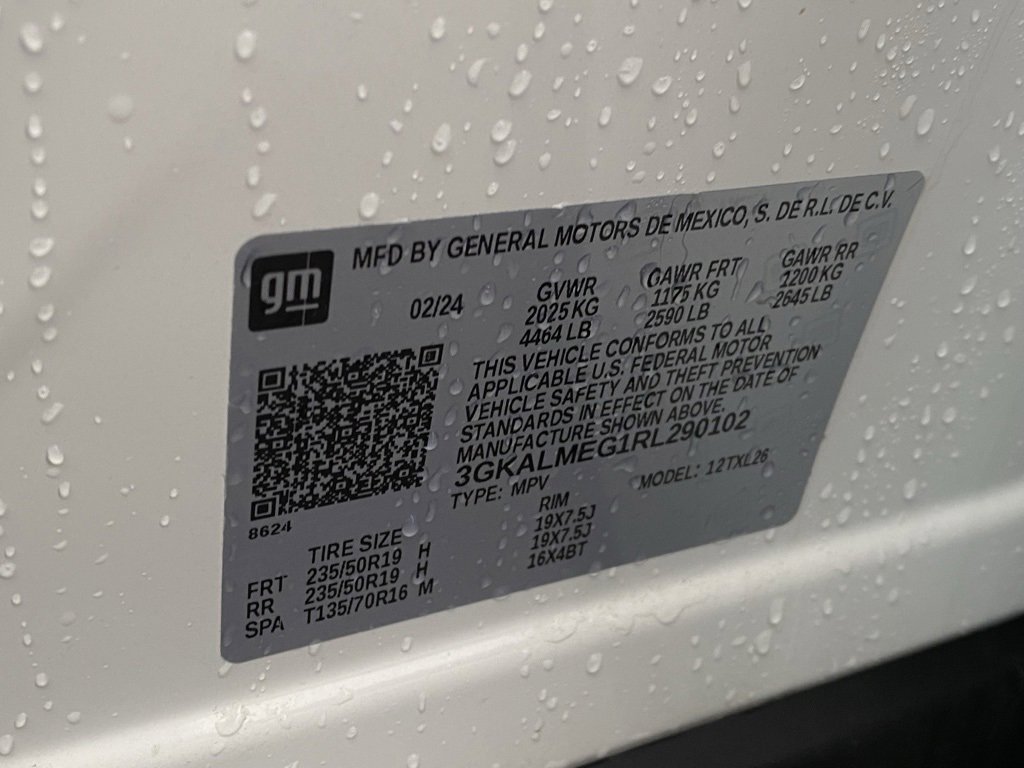 gm
MFD BY GENERAL MOTORS DE MEXICO, S. DE R.L. DE C.V.
02/24
GVWR GAWR FRT GAWR RR
2025 KG 1175 KG 1200 KG
4464 LB 2590 LB 2645 LB
THIS VEHICLE CONFORMS TO ALL
APPLICABLE U.S. FEDERAL MOTOR
VEHICLE SAFETY AND THEFT PREVENTION
STANDARDS IN EFFECT ON THE DATE OF
MANUFACTURE SHOWN ABOVE.
3GKALMEG1RL290102
TYPE: MPV MODEL: 12TXL26
8624
TIRE SIZE RIM
FRT 235/50R19 H 19X7.5J
RR 235/50R19 H 19X7.5J
SPA T135/70R16 M 16X4BT